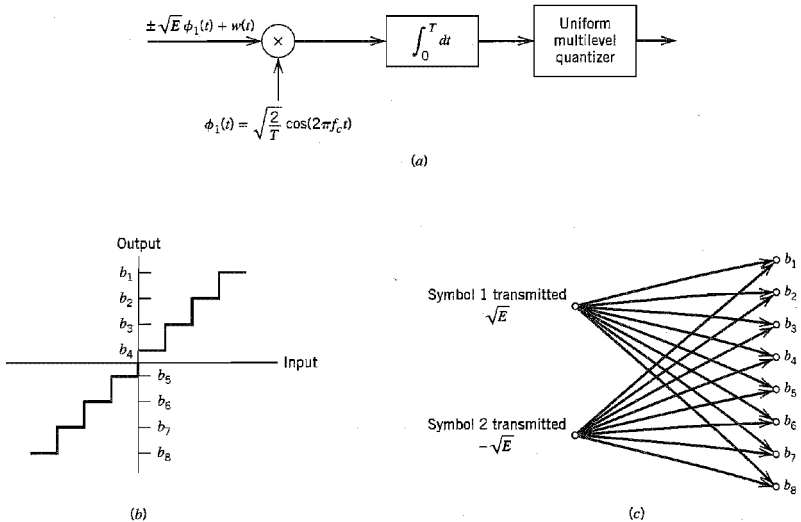 ± √E ϕ₁(t) + w(t)
×
∫₀ᵀ dt
Uniform
multilevel
quantizer
ϕ₁(t) = √(2/T) cos(2πf_ct)
(a)
Output
b₁
b₂
b₃
b₄
Input
b₅
b₆
b₇
b₈
(b)
Symbol 1 transmitted
√E
Symbol 2 transmitted
−√E
b₁
b₂
b₃
b₄
b₅
b₆
b₇
b₈
(c)